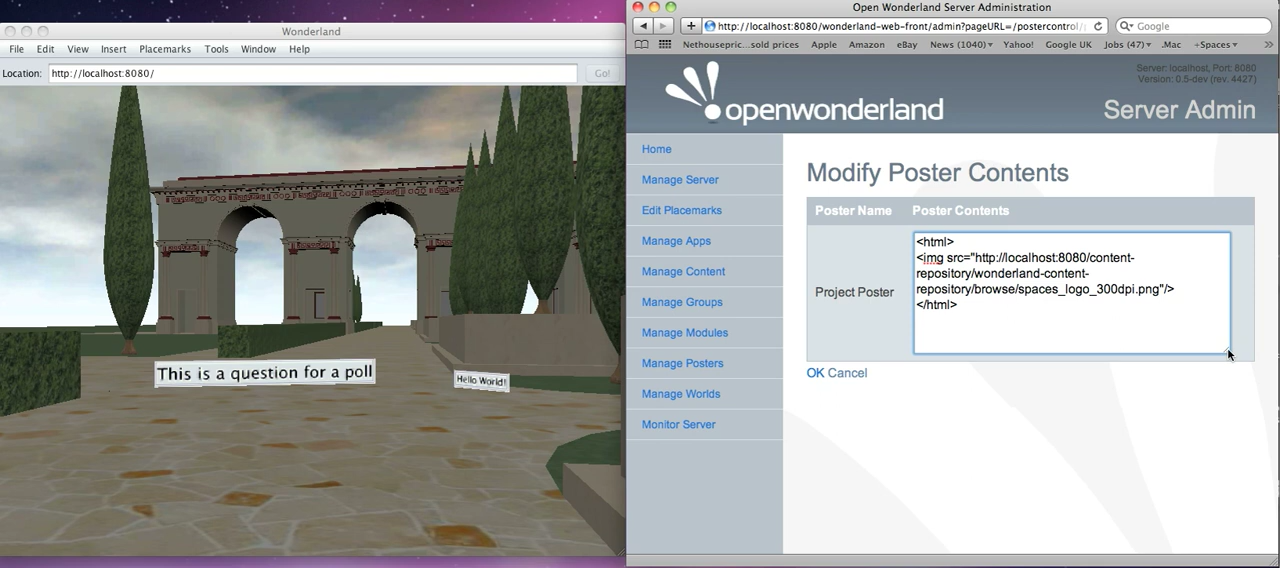 Wonderland
File Edit View Insert Placemarks Tools Window Help
Location: http://localhost:8080/ Go!
This is a question for a poll
Hello World!
Open Wonderland Server Administration
http://localhost:8080/wonderland-web-front/admin?pageURL=/postercontrol/
Google
Nethousepric...sold prices Apple Amazon eBay News (1040) Yahoo! Google UK Jobs (47) .Mac +Spaces
openwonderland
Server: localhost, Port: 8080
Version: 0.5-dev (rev. 4427)
Server Admin
Home
Manage Server
Edit Placemarks
Manage Apps
Manage Content
Manage Groups
Manage Modules
Manage Posters
Manage Worlds
Monitor Server
Modify Poster Contents
Poster Name Poster Contents
Project Poster
<html>
<img src="http://localhost:8080/content-
repository/wonderland-content-
repository/browse/spaces_logo_300dpi.png"/>
</html>
OK Cancel